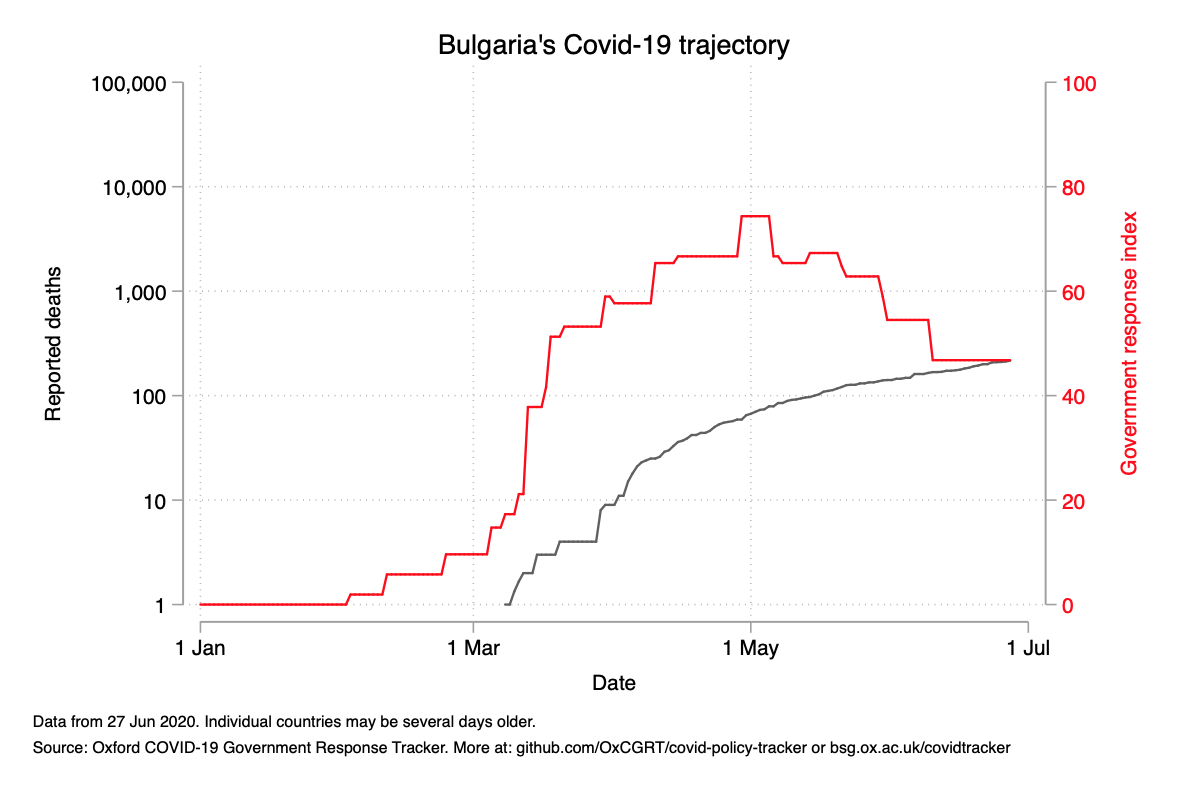 Bulgaria's Covid-19 trajectory
100,000
10,000
1,000
100
10
1
Reported deaths
100
80
60
40
20
0
Government response index
1 Jan
1 Mar
1 May
1 Jul
Date
Data from 27 Jun 2020. Individual countries may be several days older.
Source: Oxford COVID-19 Government Response Tracker. More at: github.com/OxCGRT/covid-policy-tracker or bsg.ox.ac.uk/covidtracker